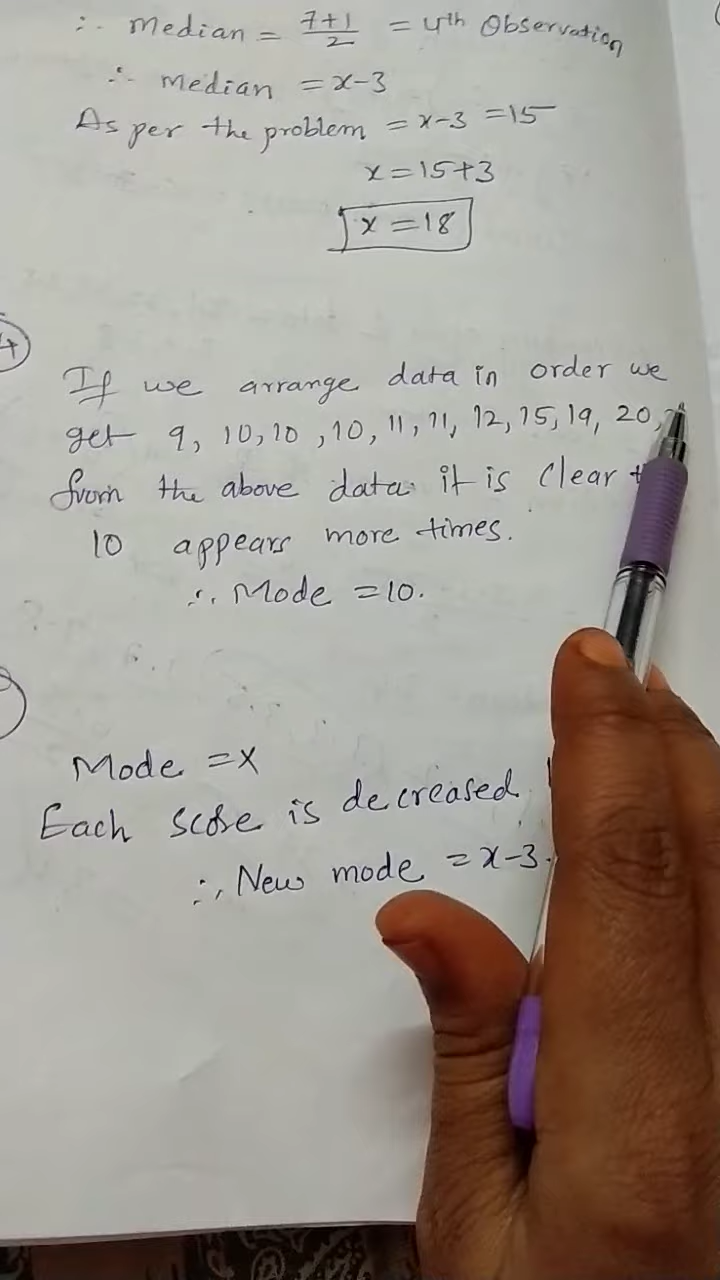 ∴ Median = 7+1/2 = 4th Observation
∴ median = x-3
As per the problem = x-3 = 15
x = 15+3
x = 18
4
If we arrange data in order we
get 9, 10, 10, 10, 11, 11, 12, 15, 19, 20,
from the above data it is clear
10 appears more times.
∴ Mode = 10.
Mode = x
Each score is decreased
∴ New mode = x-3.